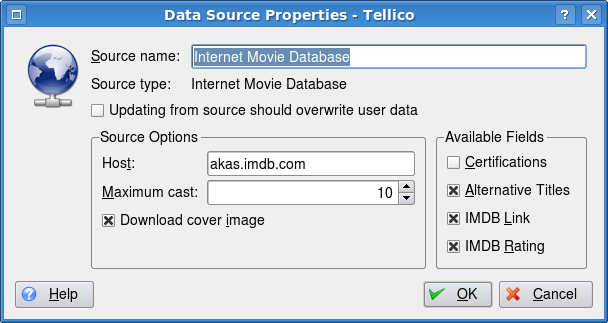 Data Source Properties - Tellico
Source name: Internet Movie Database
Source type: Internet Movie Database
Updating from source should overwrite user data
Source Options
Host: akas.imdb.com
Maximum cast: 10
Download cover image
Available Fields
Certifications
Alternative Titles
IMDB Link
IMDB Rating
Help
OK
Cancel